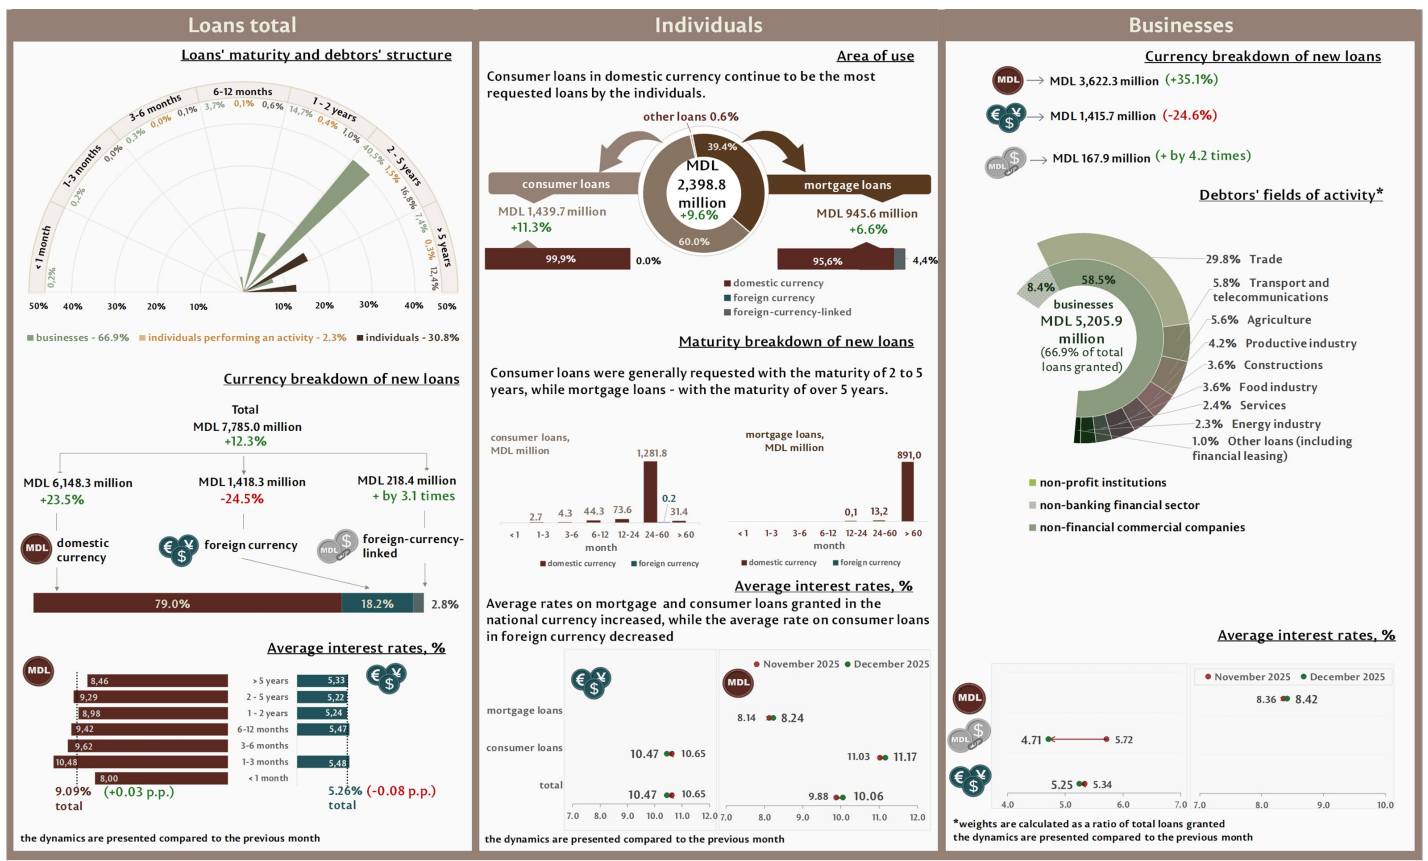 Loans total
Loans' maturity and debtors' structure
< 1 month
1-3 months
3-6 months
6-12 months
1 - 2 years
2 - 5 years
> 5 years
0,2%
0,2%
0,0%
0,3%
0,0%
0,1%
3,7%
0,1%
0,6%
14,7%
0,4%
1,0%
40,5%
1,5%
16,8%
7,4%
0,3%
12,4%
50% 40% 30% 20% 10% 10% 20% 30% 40% 50%
businesses - 66.9% individuals performing an activity - 2.3% individuals - 30.8%
Currency breakdown of new loans
Total
MDL 7,785.0 million
+12.3%
MDL 6,148.3 million
+23.5%
MDL 1,418.3 million
-24.5%
MDL 218.4 million
+ by 3.1 times
MDL
domestic
currency
€ ¥ $
foreign currency
MDL $
foreign-currency-
linked
79.0% 18.2% 2.8%
Average interest rates, %
MDL
€ ¥ $
8,46 > 5 years 5,33
9,29 2 - 5 years 5,22
8,98 1 - 2 years 5,24
9,42 6-12 months 5,47
9,62 3-6 months
10,48 1-3 months 5,48
8,00 < 1 month
9.09% (+0.03 p.p.)
total
5.26% (-0.08 p.p.)
total
the dynamics are presented compared to the previous month
Individuals
Area of use
Consumer loans in domestic currency continue to be the most
requested loans by the individuals.
other loans 0.6%
39.4%
MDL
2,398.8
million
+9.6%
60.0%
consumer loans
MDL 1,439.7 million
+11.3%
99,9% 0.0%
mortgage loans
MDL 945.6 million
+6.6%
95,6% 4,4%
domestic currency
foreign currency
foreign-currency-linked
Maturity breakdown of new loans
Consumer loans were generally requested with the maturity of 2 to 5
years, while mortgage loans - with the maturity of over 5 years.
consumer loans,
MDL million
2.7 4.3 44.3 73.6 1,281.8 0.2 31.4
< 1 1-3 3-6 6-12 12-24 24-60 > 60
month
domestic currency foreign currency
mortgage loans,
MDL million
0,1 13,2 891,0
< 1 1-3 3-6 6-12 12-24 24-60 > 60
month
domestic currency foreign currency
Average interest rates, %
Average rates on mortgage and consumer loans granted in the
national currency increased, while the average rate on consumer loans
in foreign currency decreased
€ ¥ $
MDL
November 2025 December 2025
mortgage loans 8.14 8.24
consumer loans 10.47 10.65 11.03 11.17
total 10.47 10.65 9.88 10.06
7.0 8.0 9.0 10.0 11.0 12.0 7.0 8.0 9.0 10.0 11.0 12.0
the dynamics are presented compared to the previous month
Businesses
Currency breakdown of new loans
MDL MDL 3,622.3 million (+35.1%)
€ ¥ $ MDL 1,415.7 million (-24.6%)
MDL $ MDL 167.9 million (+ by 4.2 times)
Debtors' fields of activity*
8.4% 58.5%
businesses
MDL 5,205.9
million
(66.9% of total
loans granted)
29.8% Trade
5.8% Transport and
telecommunications
5.6% Agriculture
4.2% Productive industry
3.6% Constructions
3.6% Food industry
2.4% Services
2.3% Energy industry
1.0% Other loans (including
financial leasing)
non-profit institutions
non-banking financial sector
non-financial commercial companies
Average interest rates, %
November 2025 December 2025
MDL 8.36 8.42
MDL $ 4.71 5.72
€ ¥ $ 5.25 5.34
4.0 5.0 6.0 7.0 7.0 8.0 9.0 10.0
*weights are calculated as a ratio of total loans granted
the dynamics are presented compared to the previous month